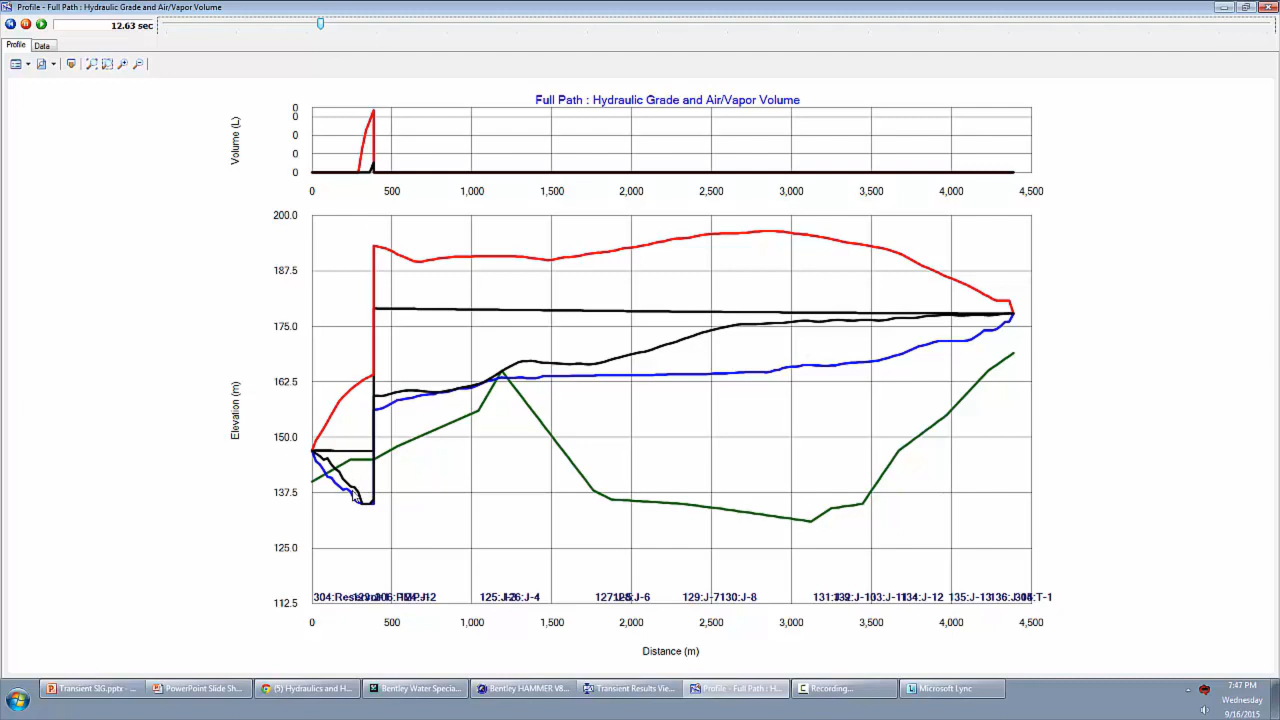 Profile - Full Path : Hydraulic Grade and Air/Vapor Volume
12.63 sec
Profile Data
Full Path : Hydraulic Grade and Air/Vapor Volume
Volume (L)
0
0
0
0
0
0 500 1,000 1,500 2,000 2,500 3,000 3,500 4,000 4,500
Elevation (m)
200.0
187.5
175.0
162.5
150.0
137.5
125.0
112.5
129:J-7 130:J-8
0 500 1,000 1,500 2,000 2,500 3,000 3,500 4,000 4,500
Distance (m)
Transient SIG.pptx - ...
PowerPoint Slide Sh...
(5) Hydraulics and H...
Bentley Water Specia...
Bentley HAMMER V8...
Transient Results Vie...
Profile - Full Path : H...
Recording...
Microsoft Lync
7:47 PM
Wednesday
9/16/2015